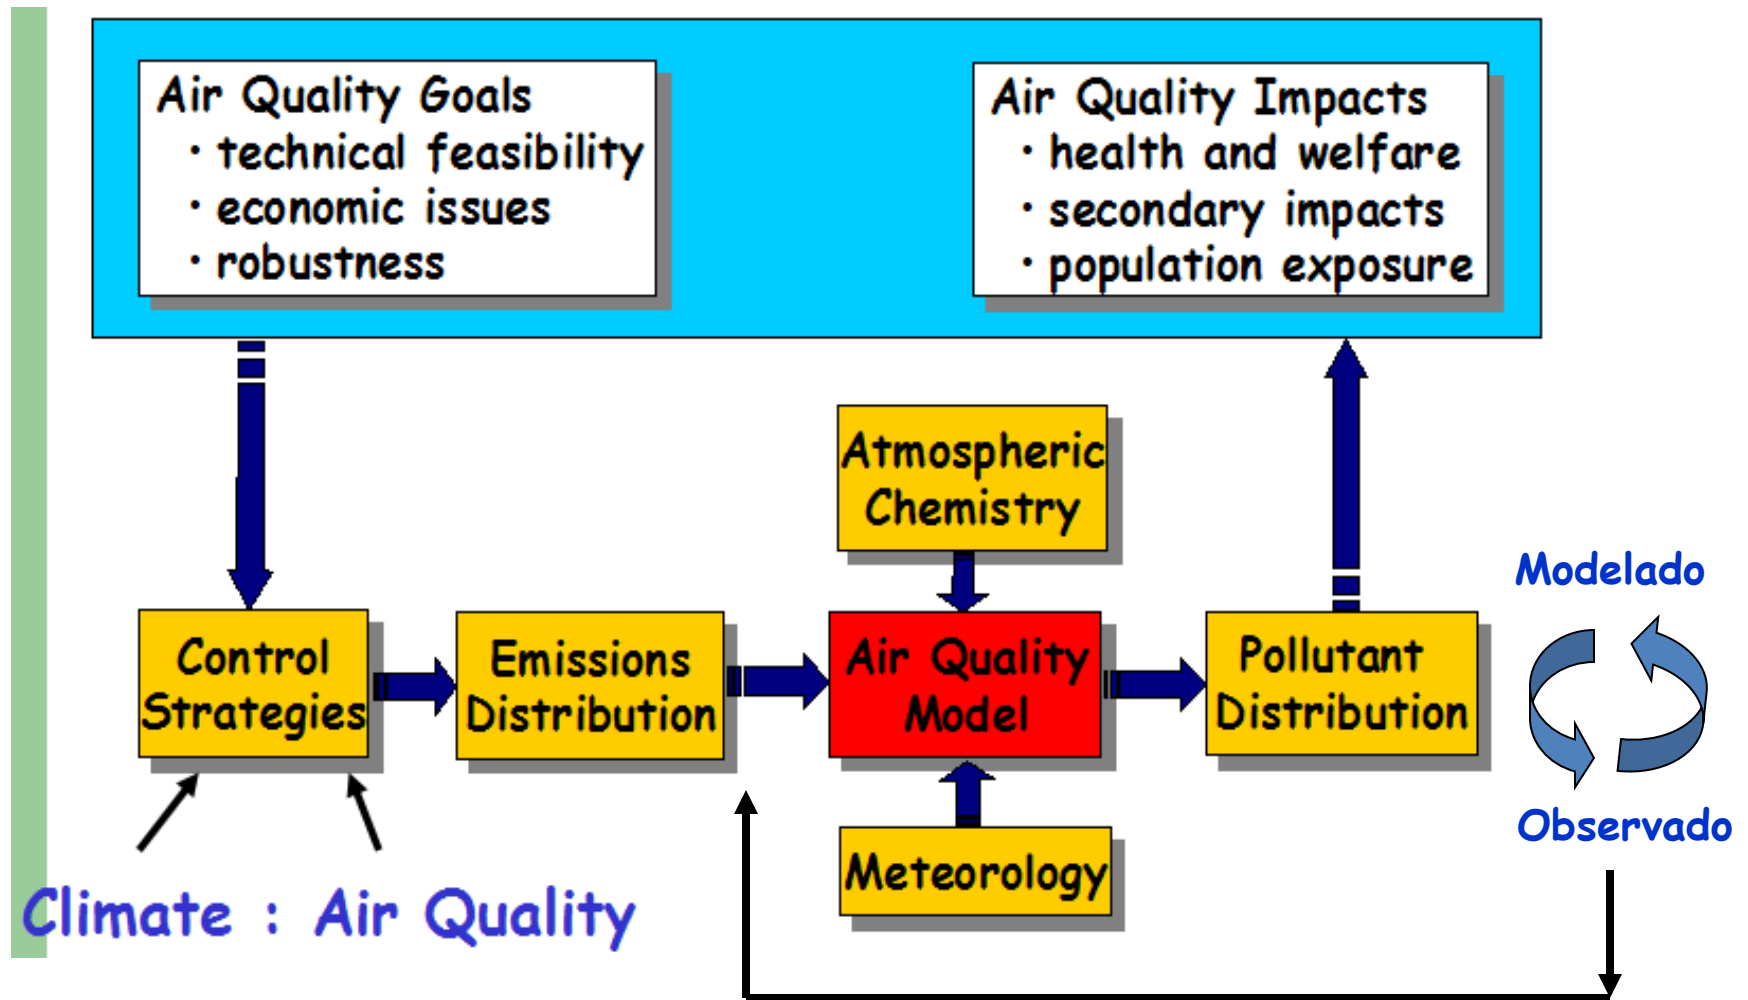 Air Quality Goals
· technical feasibility
· economic issues
· robustness
Air Quality Impacts
· health and welfare
· secondary impacts
· population exposure
Atmospheric
Chemistry
Control
Strategies
Emissions
Distribution
Air Quality
Model
Pollutant
Distribution
Modelado
Observado
Meteorology
Climate : Air Quality